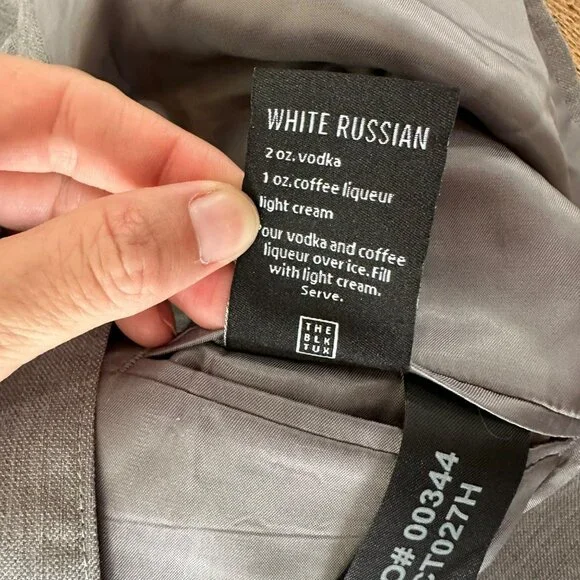 WHITE RUSSIAN
2 oz. vodka
1 oz. coffee liqueur
light cream
our vodka and coffee
liqueur over ice. Fill
with light cream.
Serve.
THE
BLK
TUX
O# 00344
CT027H